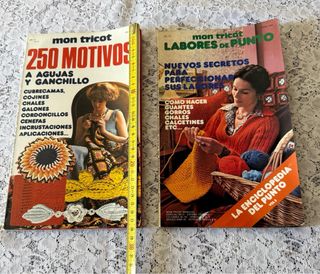 mon tricot
250 MOTIVOS
A AGUJAS
Y GANCHILLO
CUBRECAMAS,
COJINES
CHALES
GALONES
CORDONCILLOS
CENEFAS
INCRUSTACIONES
APLICACIONES...
mon tricot
LABORES DE PUNTO
NUEVOS SECRETOS
PARA
PERFECCIONAR
SUS LABORES
COMO HACER
GUANTES
GORROS
CHALES
CALCETINES
ETC...
LA ENCICLOPEDIA
DEL PUNTO